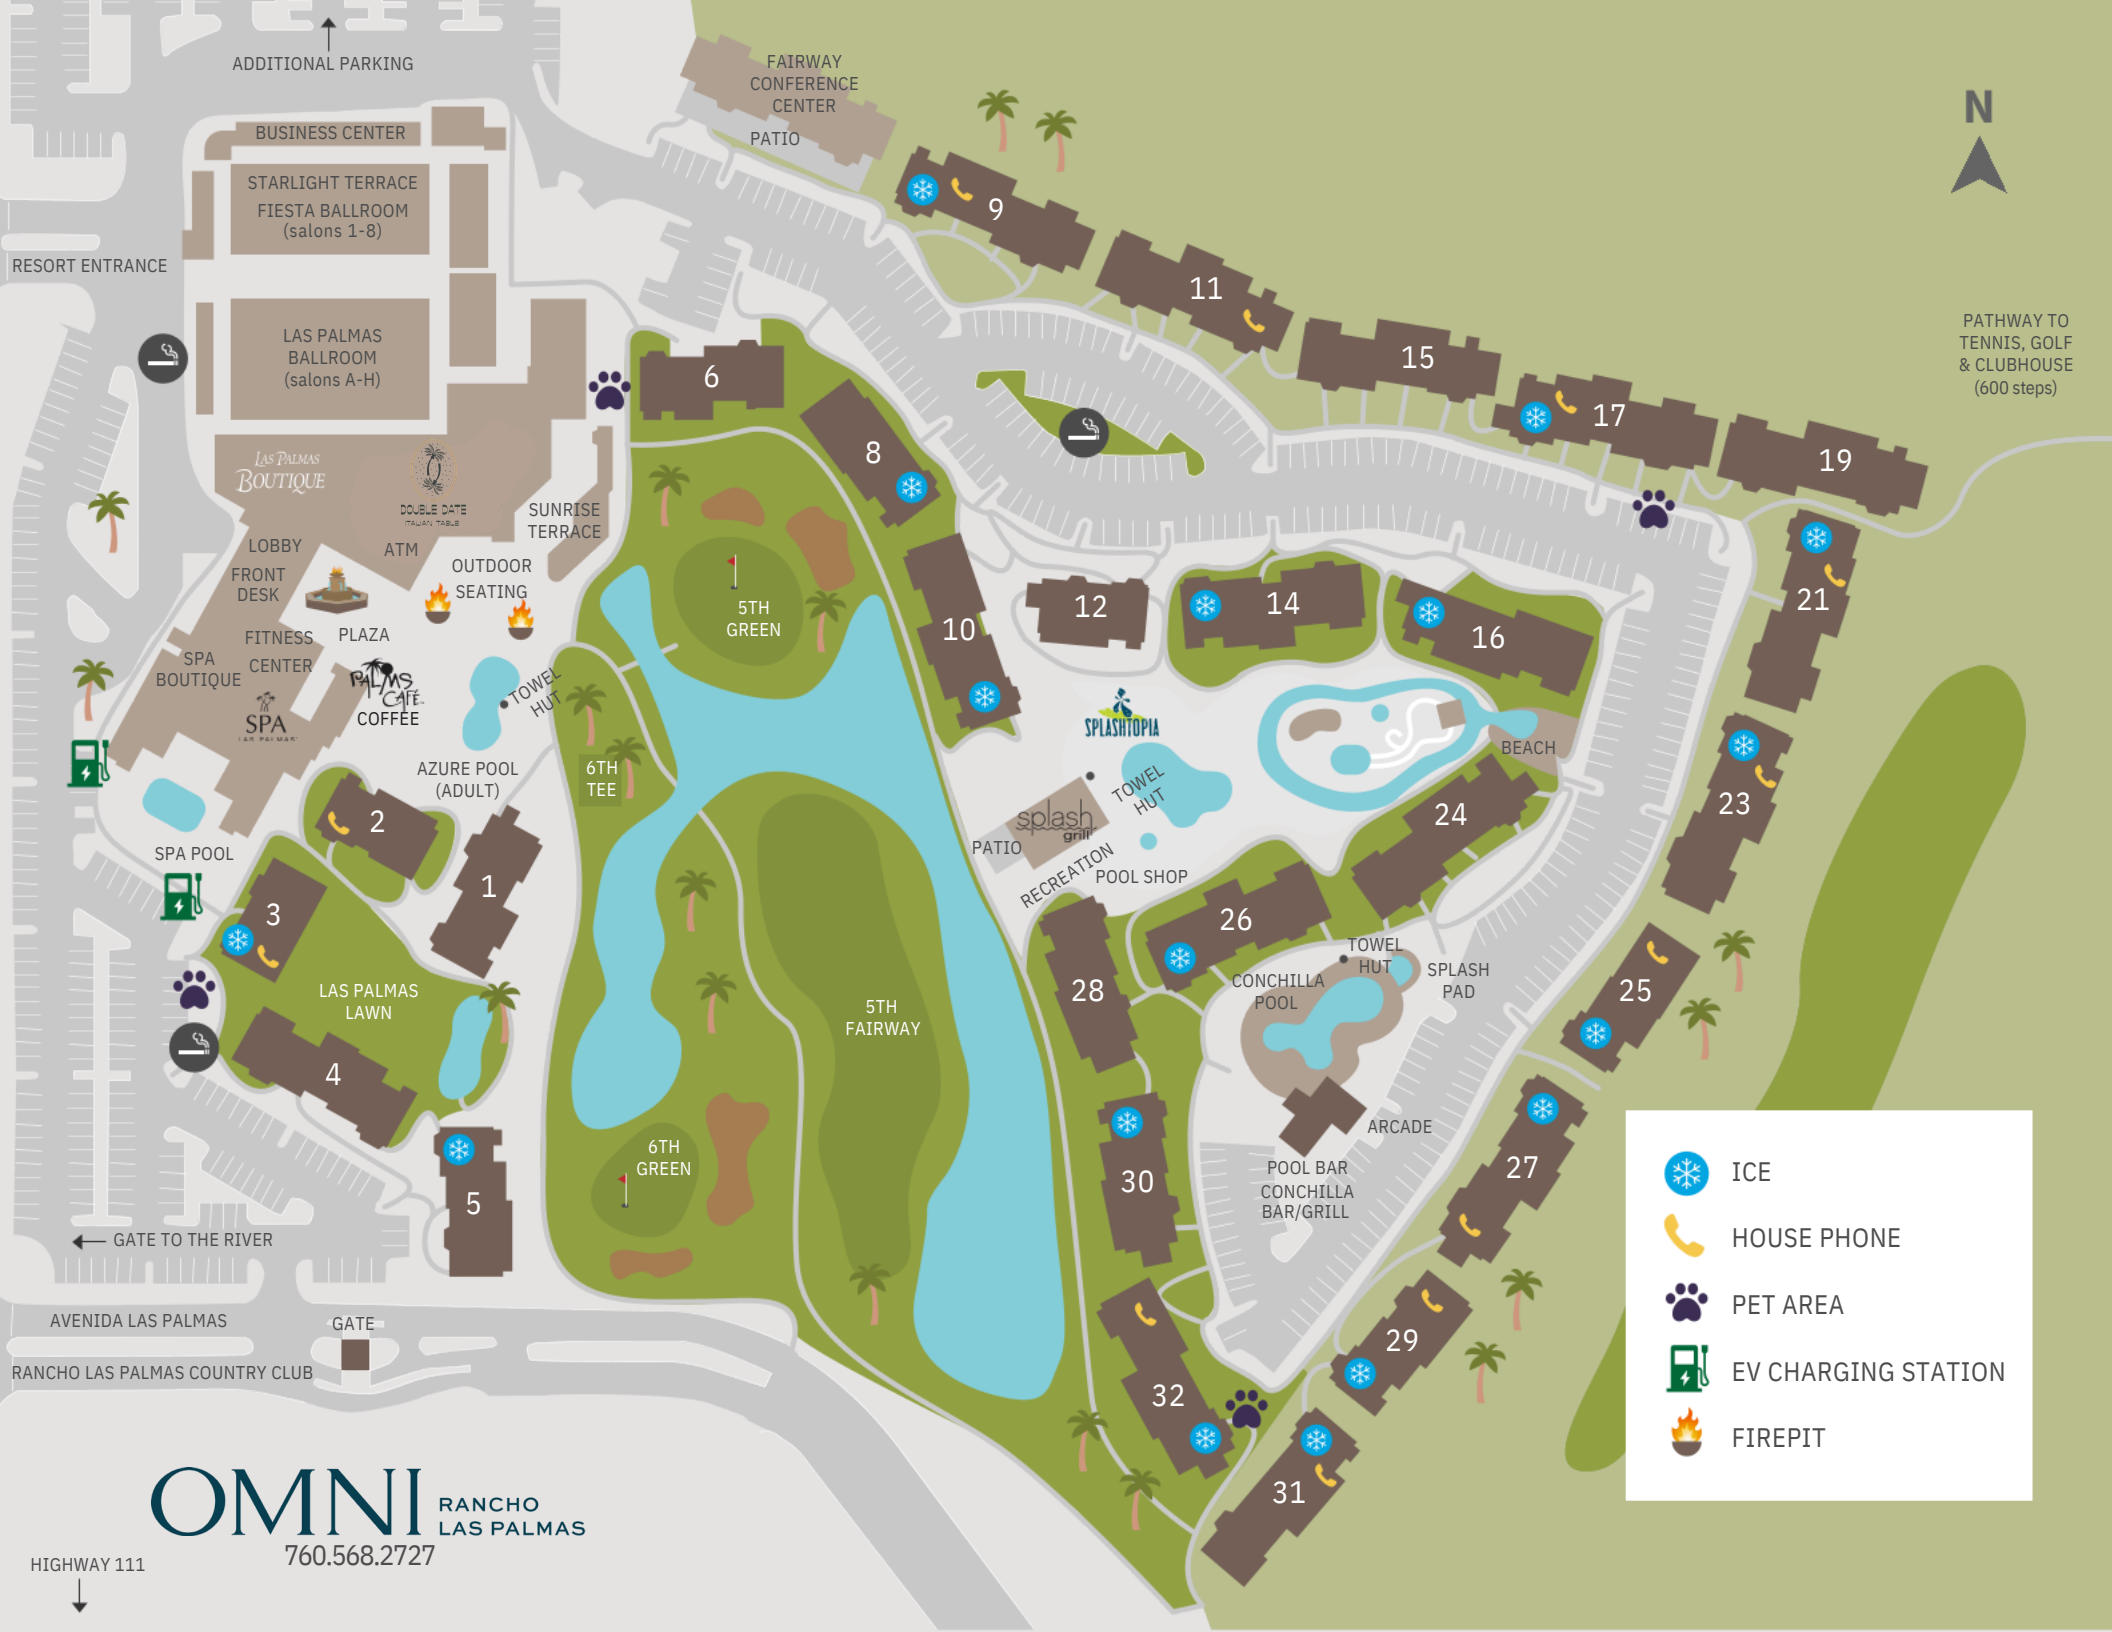 ADDITIONAL PARKING
FAIRWAY
CONFERENCE
CENTER
PATIO
N
BUSINESS CENTER
STARLIGHT TERRACE
FIESTA BALLROOM
(salons 1-8)
RESORT ENTRANCE
LAS PALMAS
BALLROOM
(salons A-H)
9
11
15
17
19
PATHWAY TO
TENNIS, GOLF
& CLUBHOUSE
(600 steps)
6
8
LAS PALMAS
BOUTIQUE
DOUBLE DATE
ITALIAN TABLE
SUNRISE
TERRACE
LOBBY
ATM
OUTDOOR
SEATING
FRONT
DESK
FITNESS
CENTER
PLAZA
SPA
BOUTIQUE
SPA
LAS PALMAS
PALMS
CAFÉ
COFFEE
TOWEL
HUT
5TH
GREEN
10
12
14
16
21
SPLASHTOPIA
BEACH
AZURE POOL
(ADULT)
6TH
TEE
TOWEL
HUT
splash
grill
PATIO
RECREATION
POOL SHOP
24
23
2
1
SPA POOL
3
26
28
25
LAS PALMAS
LAWN
5TH
FAIRWAY
TOWEL
HUT
CONCHILLA
POOL
SPLASH
PAD
4
ARCADE
6TH
GREEN
30
POOL BAR
CONCHILLA
BAR/GRILL
27
5
GATE TO THE RIVER
AVENIDA LAS PALMAS
GATE
RANCHO LAS PALMAS COUNTRY CLUB
29
32
31
ICE
HOUSE PHONE
PET AREA
EV CHARGING STATION
FIREPIT
OMNI
RANCHO
LAS PALMAS
760.568.2727
HIGHWAY 111